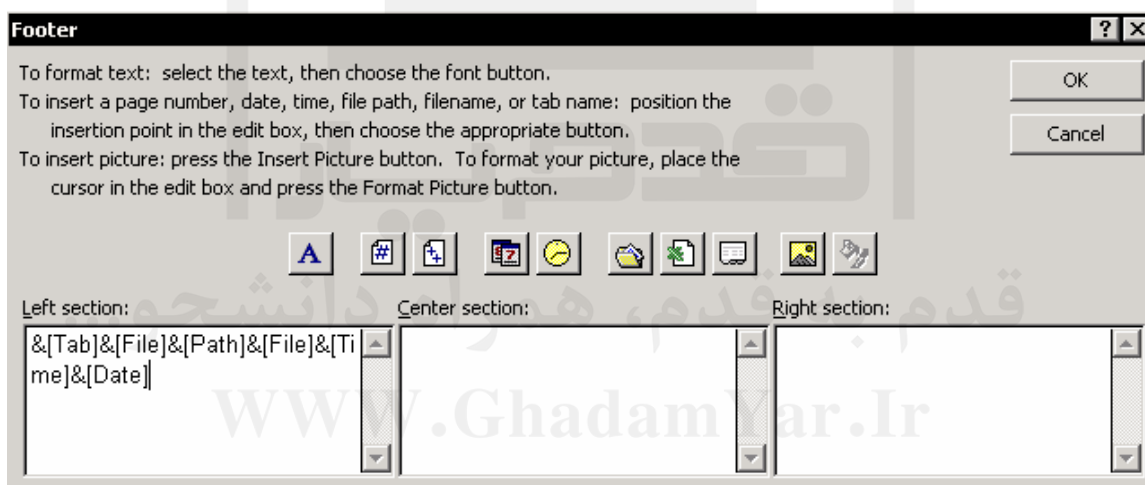 Footer
To format text: select the text, then choose the font button.
To insert a page number, date, time, file path, filename, or tab name: position the
insertion point in the edit box, then choose the appropriate button.
To insert picture: press the Insert Picture button. To format your picture, place the
cursor in the edit box and press the Format Picture button.
OK
Cancel
قدم یار
قدم به قدم، همراه دانشجو...
Left section:
Center section:
Right section:
&[Tab]&[File]&[Path]&[File]&[Ti
me]&[Date]
WWW.GhadamYar.Ir